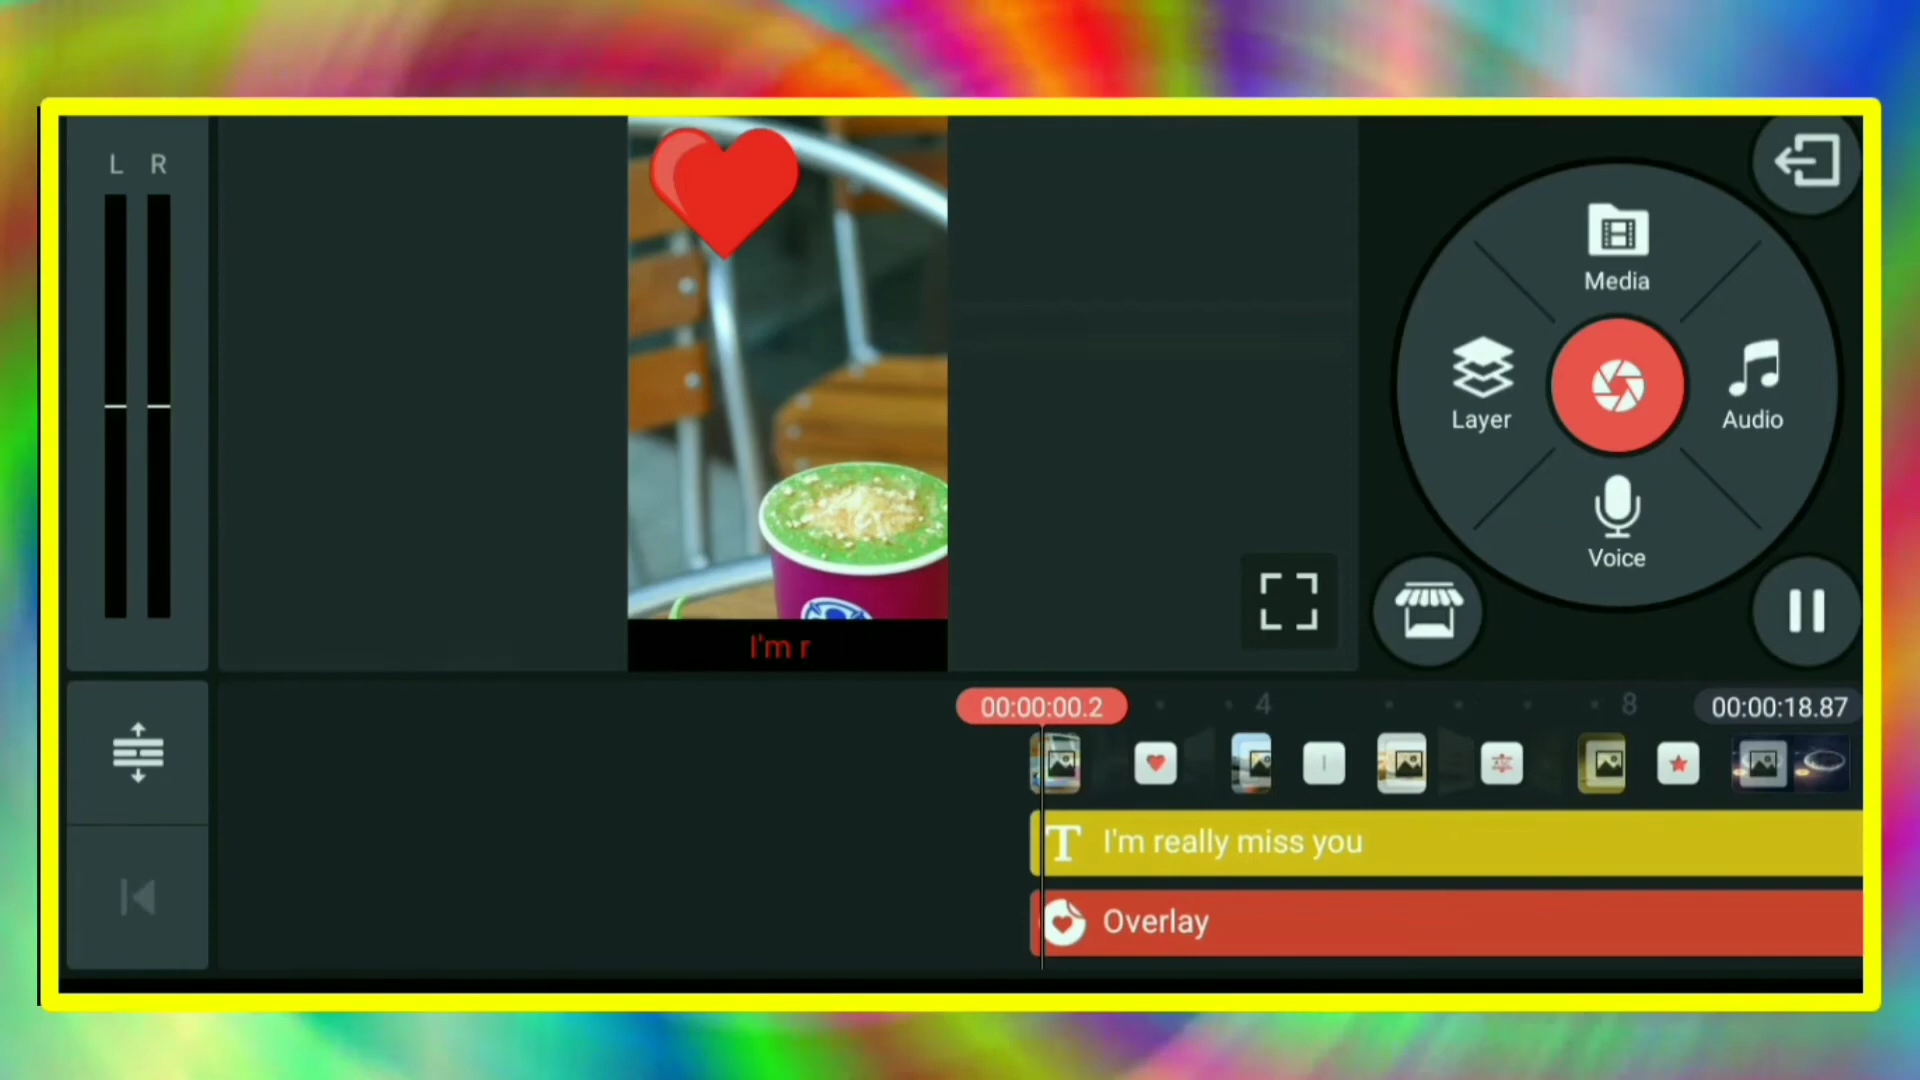 L R
Media
Layer
Audio
Voice
I'm r
00:00:00.2
4
8
00:00:18.87
T I'm really miss you
Overlay